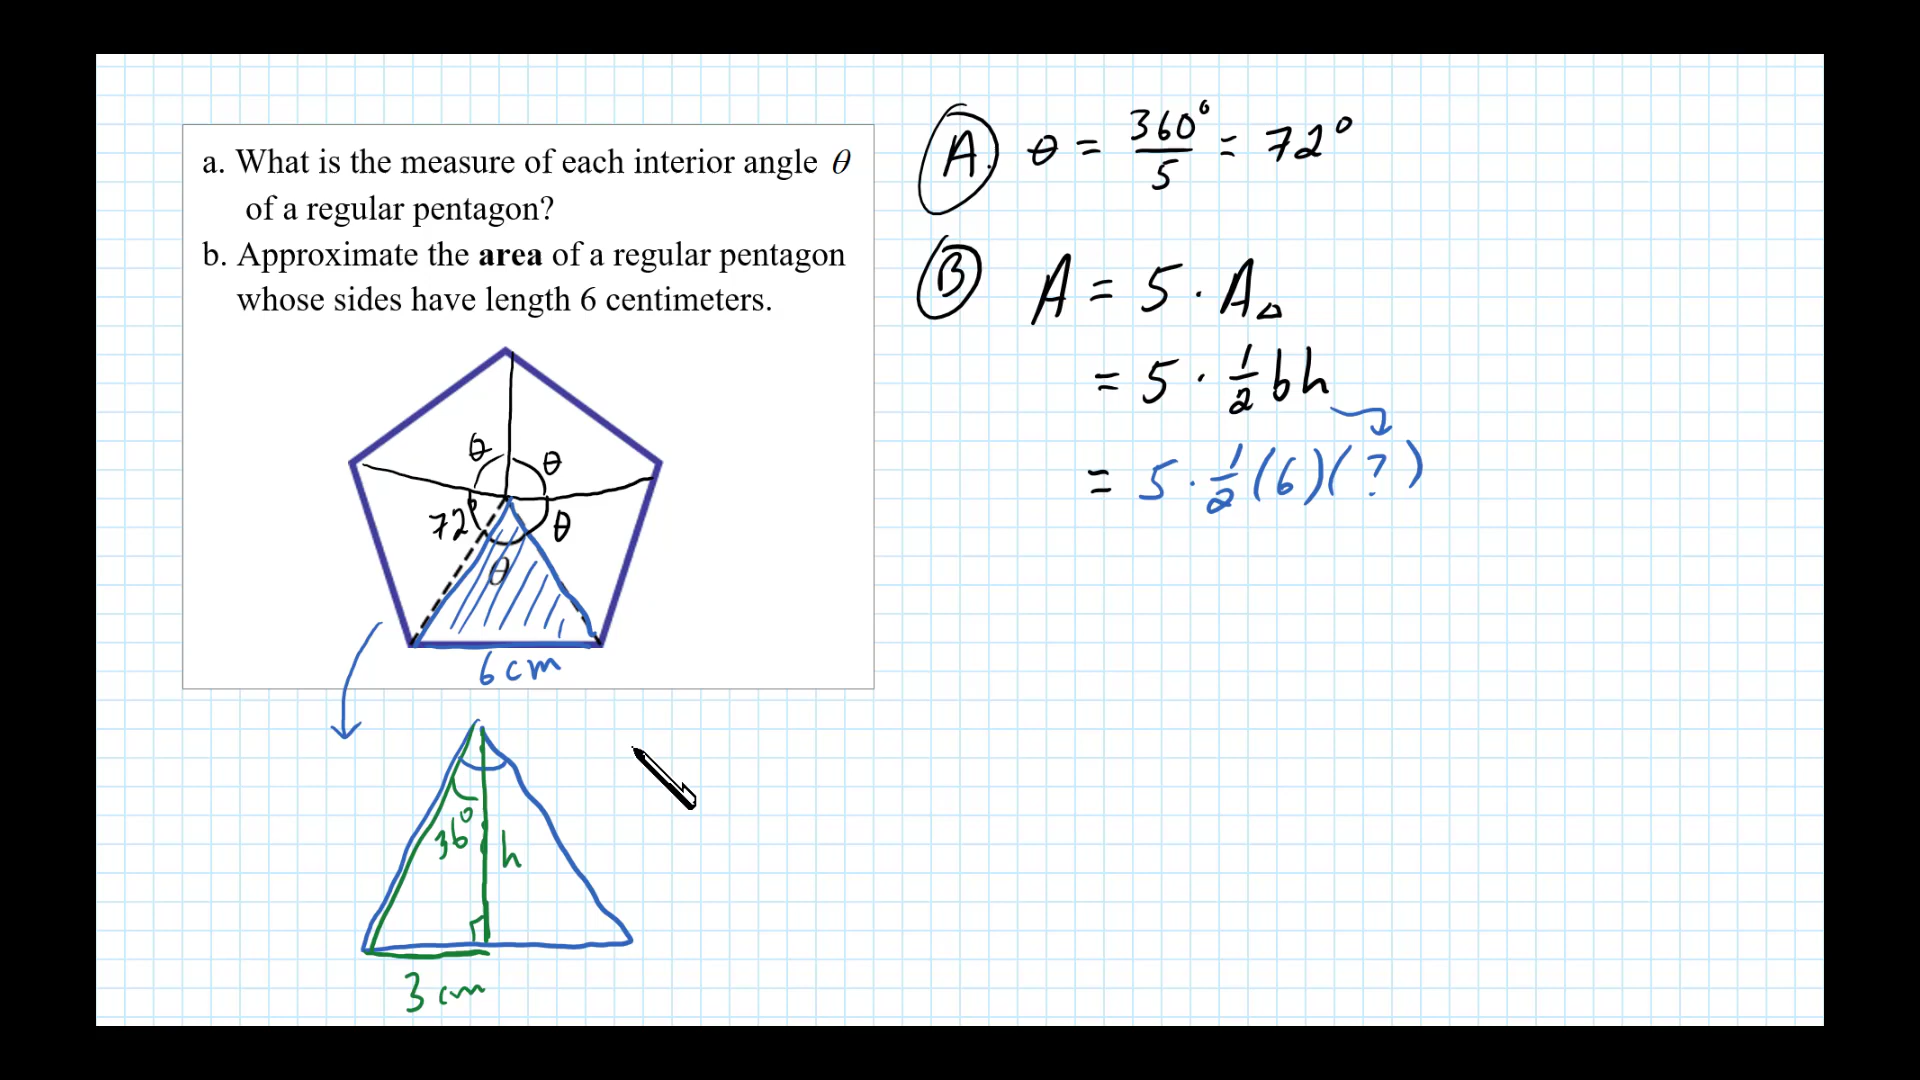 a. What is the measure of each interior angle θ
of a regular pentagon?
b. Approximate the area of a regular pentagon
whose sides have length 6 centimeters.
θ θ
72° θ
θ
6 cm
36° h
3 cm
A θ = 360°/5 = 72°
B A = 5 · A△
= 5 · 1/2 bh
= 5 · 1/2 (6)(?)